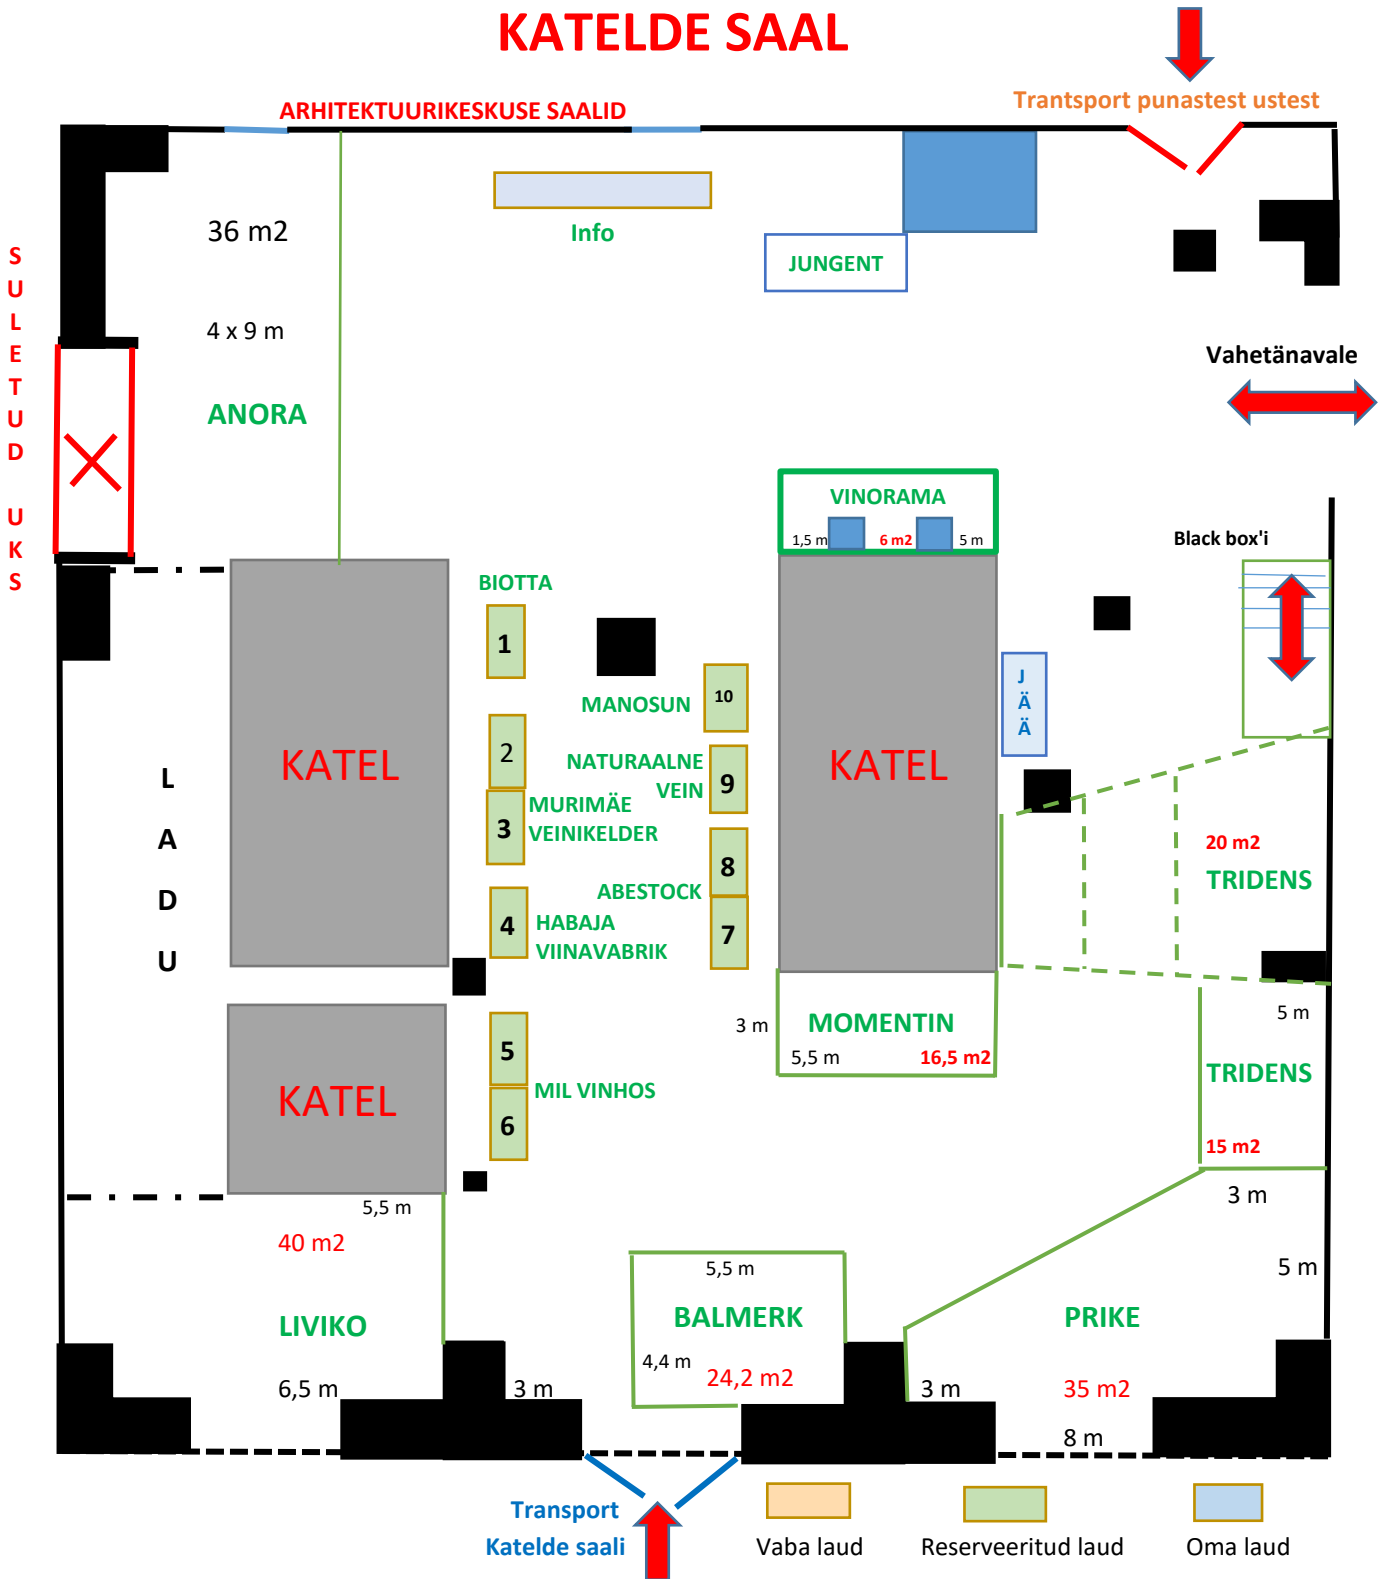 KATELDE SAAL
Trantsport punastest ustest
ARHITEKTUURIKESKUSE SAALID
36 m2
Info
JUNGENT
SULETUD UKS
4 x 9 m
Vahetänavale
ANORA
VINORAMA
1,5 m
6 m2
5 m
Black box'i
BIOTTA
1
JÄÄ
MANOSUN
10
2
KATEL
KATEL
NATURAALNE
VEIN
9
LADU
3
MURIMÄE
VEINIKELDER
20 m2
8
TRIDENS
ABESTOCK
4
HABAJA
VIINAVABRIK
7
5 m
3 m
MOMENTIN
5,5 m
16,5 m2
5
TRIDENS
MIL VINHOS
KATEL
6
15 m2
5,5 m
3 m
40 m2
5,5 m
5 m
LIVIKO
BALMERK
PRIKE
4,4 m
24,2 m2
6,5 m
3 m
3 m
35 m2
8 m
Transport
Katelde saali
Vaba laud
Reserveeritud laud
Oma laud